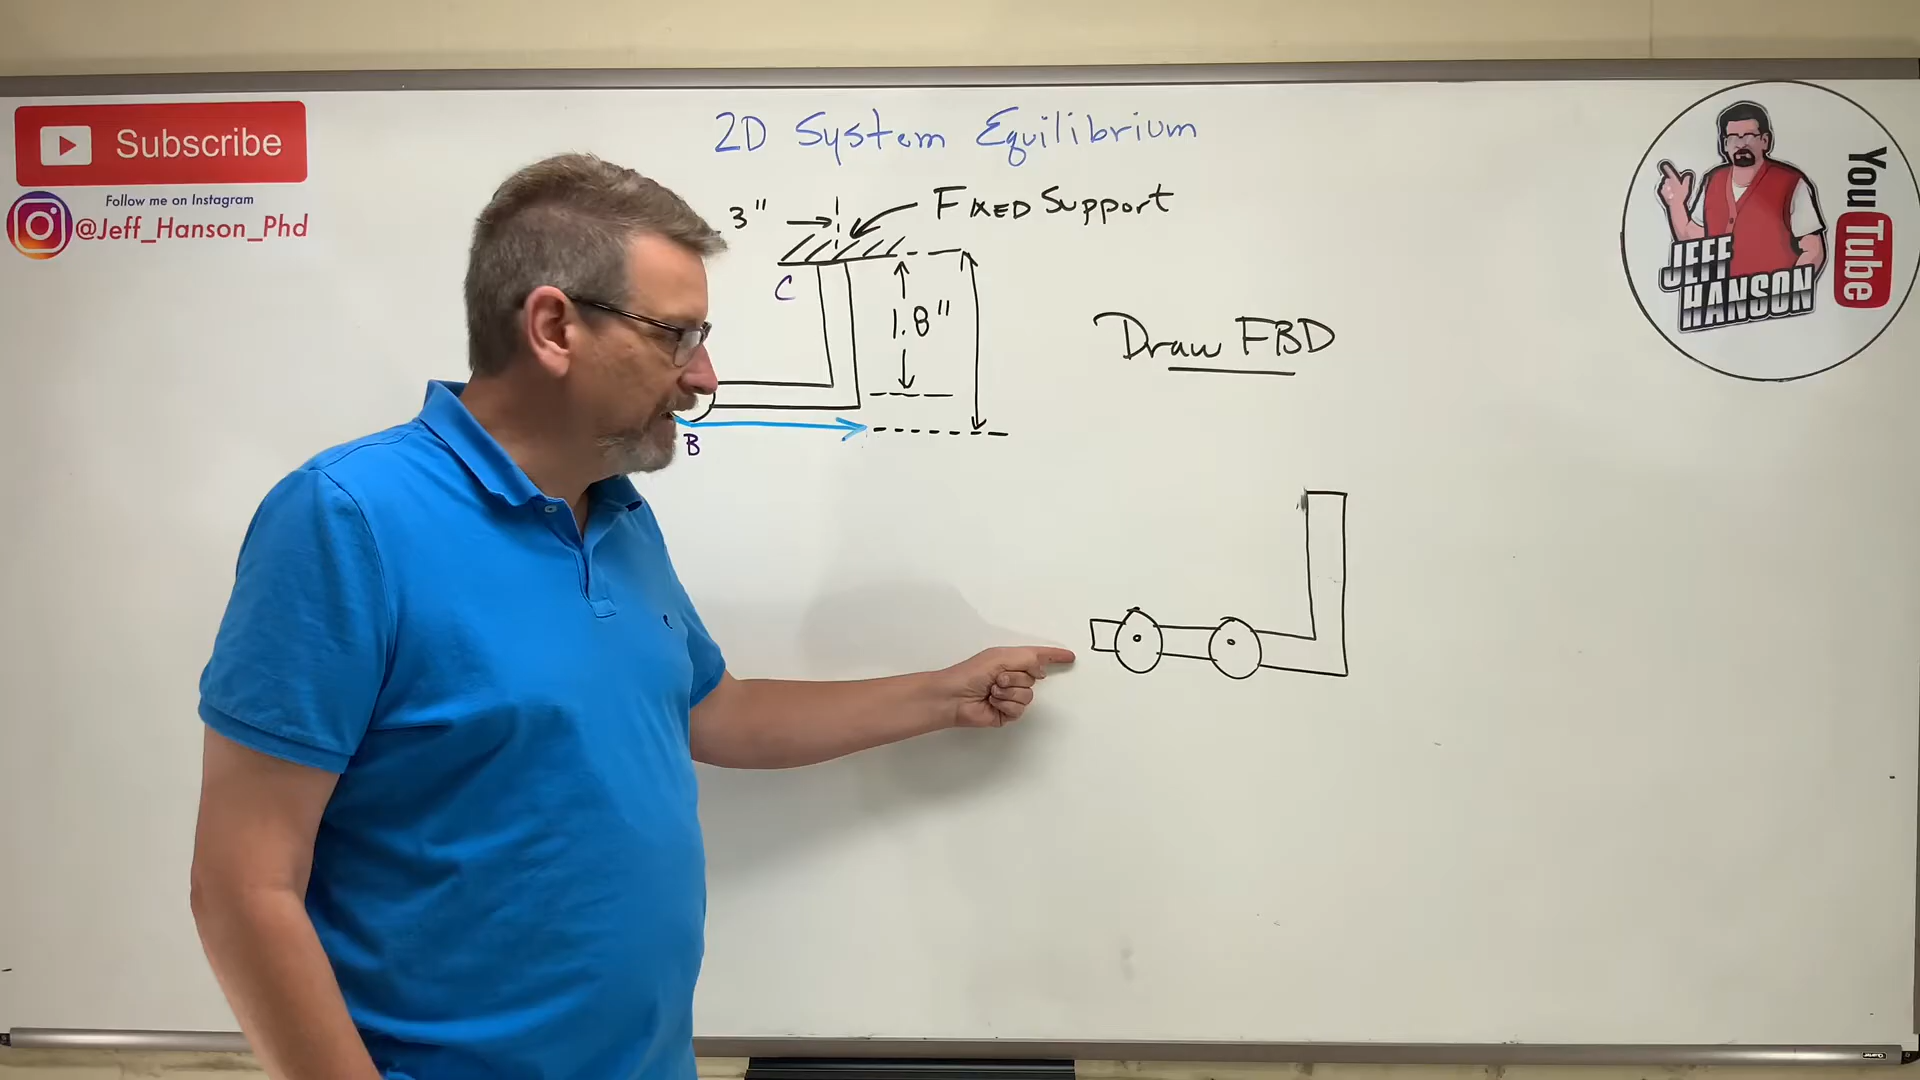 Subscribe
Follow me on Instagram
@Jeff_Hanson_Phd
2D System Equilibrium
3"
FIXED Support
C
1.8"
B
Draw FBD
JEFF
HANSON
YouTube